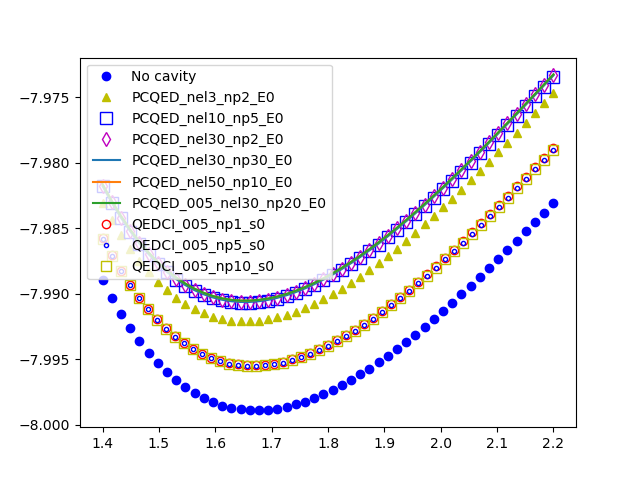 No cavity
PCQED_nel3_np2_E0
PCQED_nel10_np5_E0
PCQED_nel30_np2_E0
PCQED_nel30_np30_E0
PCQED_nel50_np10_E0
PCQED_005_nel30_np20_E0
QEDCI_005_np1_s0
QEDCI_005_np5_s0
QEDCI_005_np10_s0
−7.975
−7.980
−7.985
−7.990
−7.995
−8.000
1.4 1.5 1.6 1.7 1.8 1.9 2.0 2.1 2.2